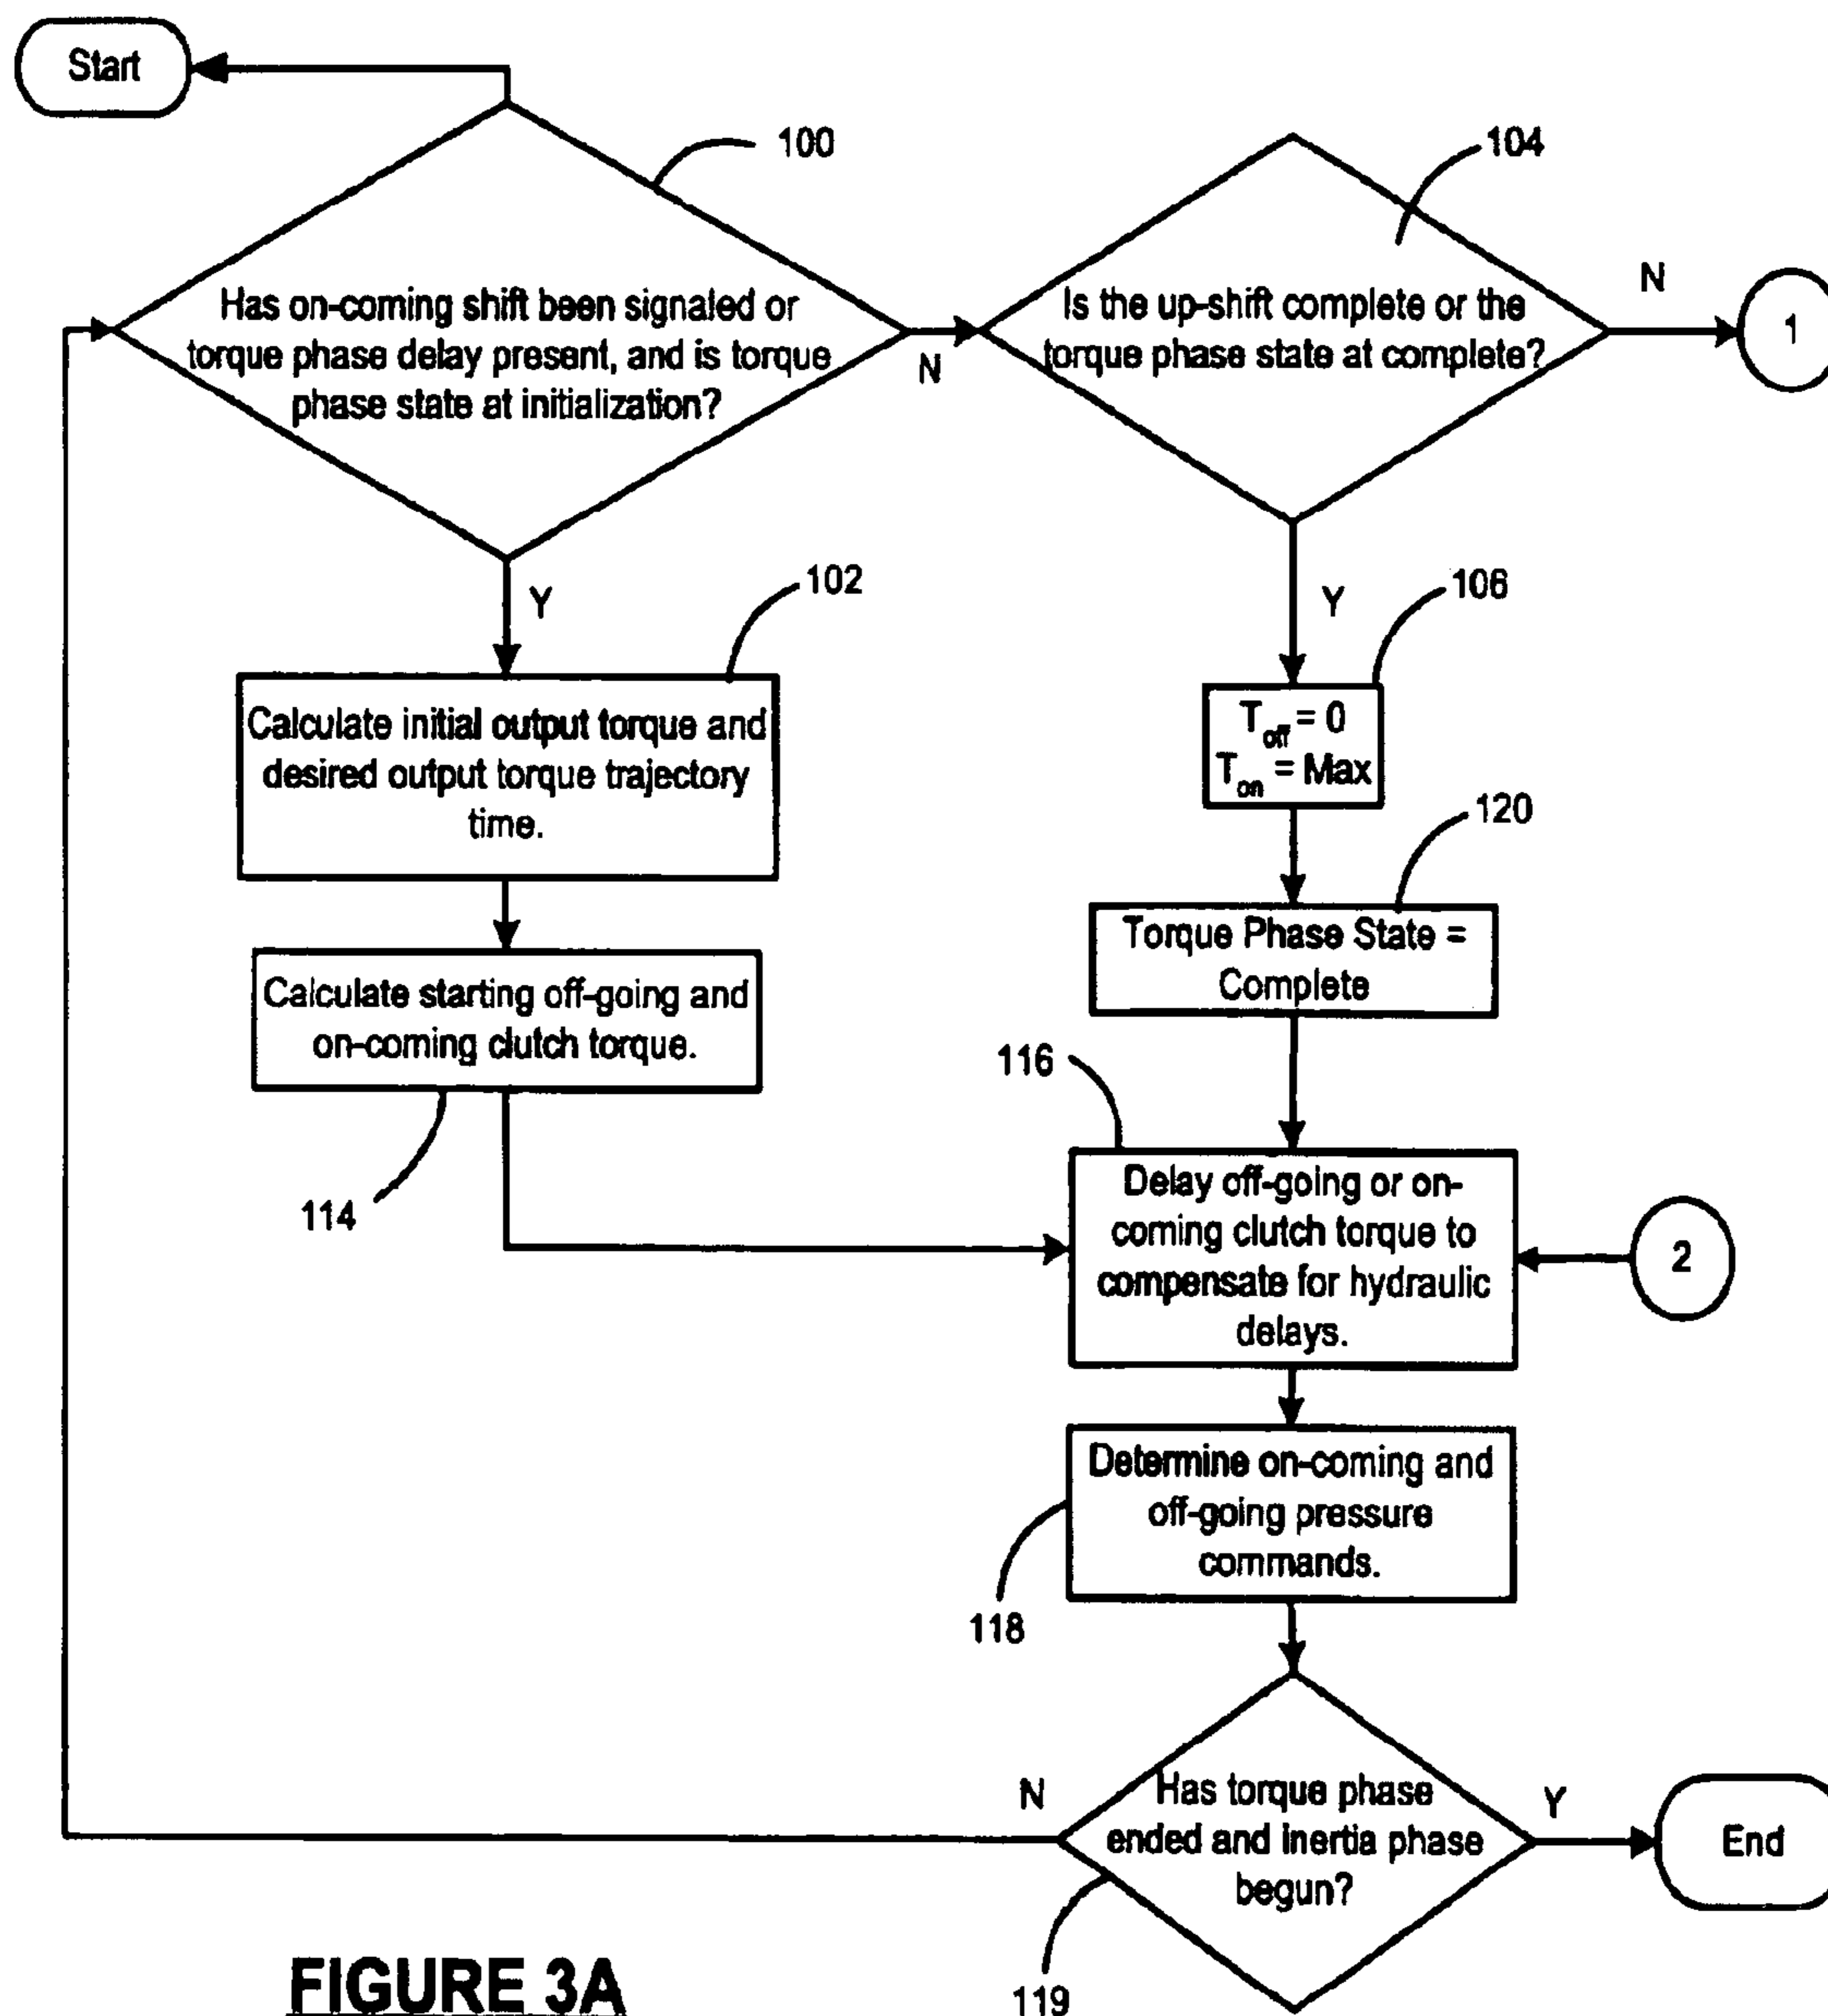 Start
100
Has on-coming shift been signaled or
torque phase delay present, and is torque
phase state at initialization?
N
Y
104
Is the up-shift complete or the
torque phase state at complete?
N
1
Y
102
Calculate initial output torque and
desired output torque trajectory
time.
106
T_off = 0
T_on = Max
120
Torque Phase State =
Complete
Calculate starting off-going and
on-coming clutch torque.
114
116
Delay off-going or on-
coming clutch torque to
compensate for hydraulic
delays.
2
Determine on-coming and
off-going pressure
commands.
118
N
Has torque phase
ended and inertia phase
begun?
Y
End
119
FIGURE 3A